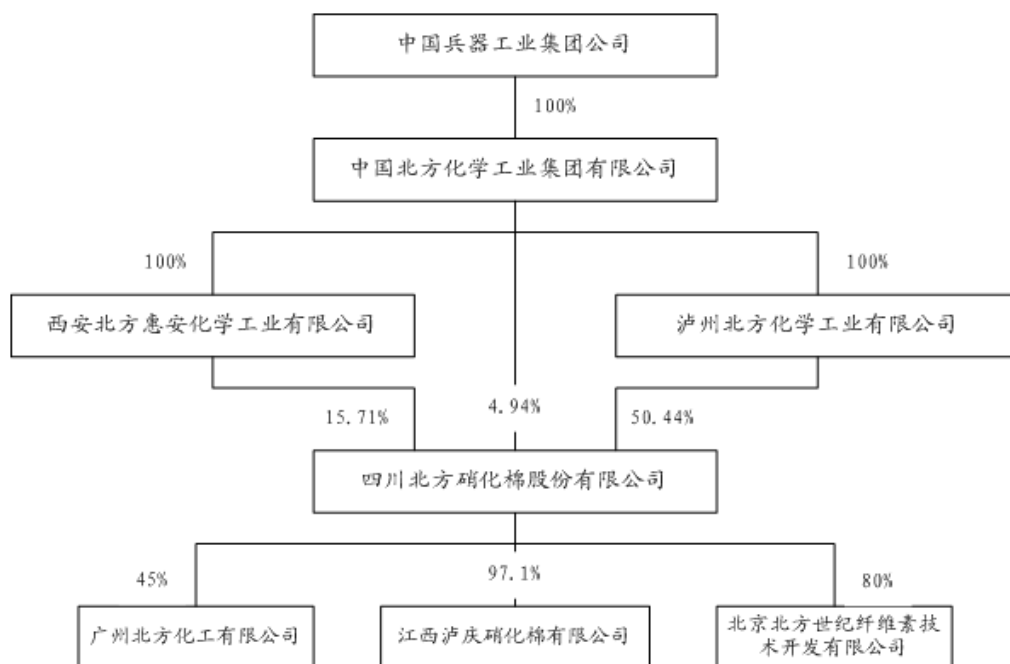 中国兵器工业集团公司
100%
中国北方化学工业集团有限公司
100%
100%
西安北方惠安化学工业有限公司
泸州北方化学工业有限公司
15.71%
4.94%
50.44%
四川北方硝化棉股份有限公司
45%
97.1%
80%
广州北方化工有限公司
江西泸庆硝化棉有限公司
北京北方世纪纤维素技
术开发有限公司